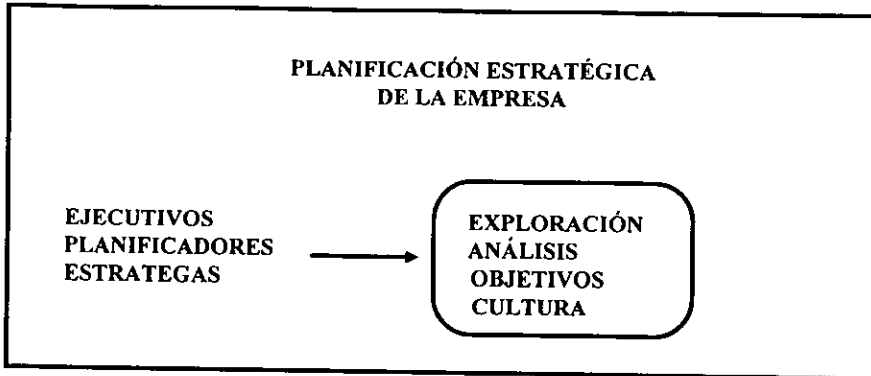 PLANIFICACIÓN ESTRATÉGICA
DE LA EMPRESA
EJECUTIVOS
PLANIFICADORES
ESTRATEGAS
EXPLORACIÓN
ANÁLISIS
OBJETIVOS
CULTURA